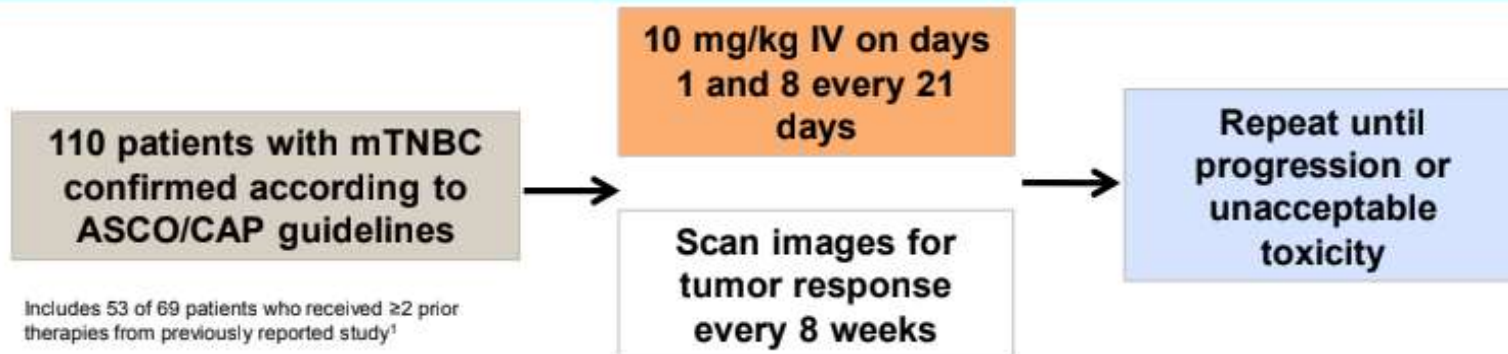 110 patients with mTNBC
confirmed according to
ASCO/CAP guidelines
Includes 53 of 69 patients who received ≥2 prior
therapies from previously reported study¹
10 mg/kg IV on days
1 and 8 every 21
days
Scan images for
tumor response
every 8 weeks
Repeat until
progression or
unacceptable
toxicity